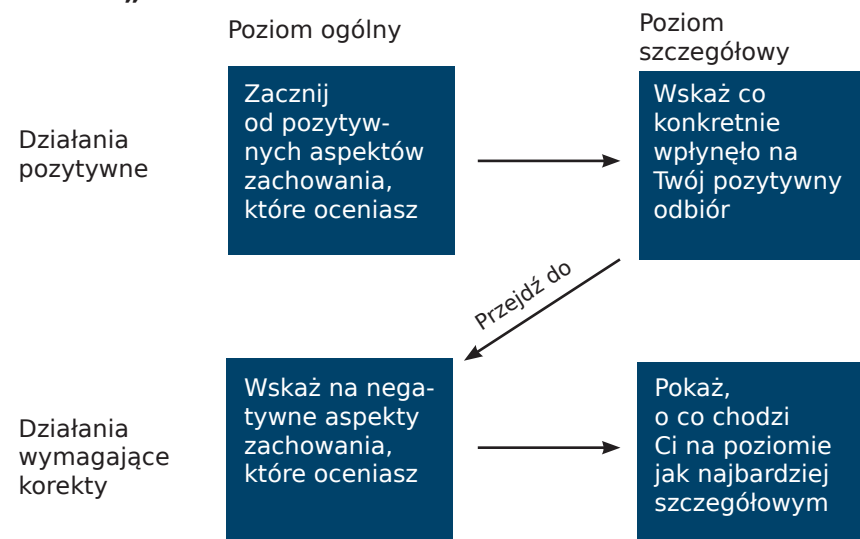 „
Poziom ogólny
Poziom
szczegółowy
Działania
pozytywne
Zacznij
od pozytyw-
nych aspektów
zachowania,
które oceniasz
Wskaż co
konkretnie
wpłynęło na
Twój pozytywny
odbiór
Przejdź do
Działania
wymagające
korekty
Wskaż na nega-
tywne aspekty
zachowania,
które oceniasz
Pokaż,
o co chodzi
Ci na poziomie
jak najbardziej
szczegółowym